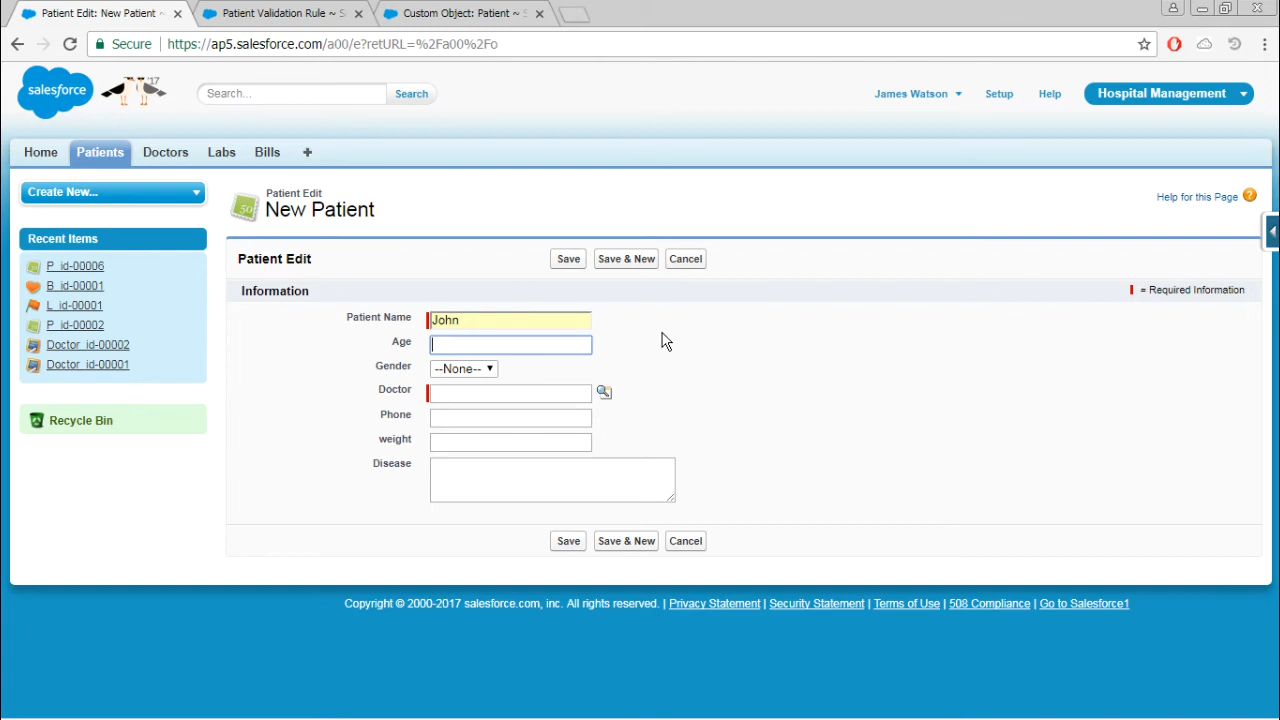 Patient Edit: New Patient ~
Patient Validation Rule ~ S
Custom Object: Patient ~ S
Secure
https://ap5.salesforce.com/a00/e?retURL=%2Fa00%2Fo
salesforce
'17
Search...
Search
James Watson
Setup
Help
Hospital Management
Home
Patients
Doctors
Labs
Bills
+
Create New...
Patient Edit
New Patient
Help for this Page
?
Recent Items
P_id-00006
B_id-00001
L_id-00001
P_id-00002
Doctor_id-00002
Doctor_id-00001
Recycle Bin
Patient Edit
Save
Save & New
Cancel
Information
= Required Information
Patient Name
John
Age
Gender
--None--
Doctor
Phone
weight
Disease
Save
Save & New
Cancel
Copyright © 2000-2017 salesforce.com, inc. All rights reserved. | Privacy Statement | Security Statement | Terms of Use | 508 Compliance | Go to Salesforce1